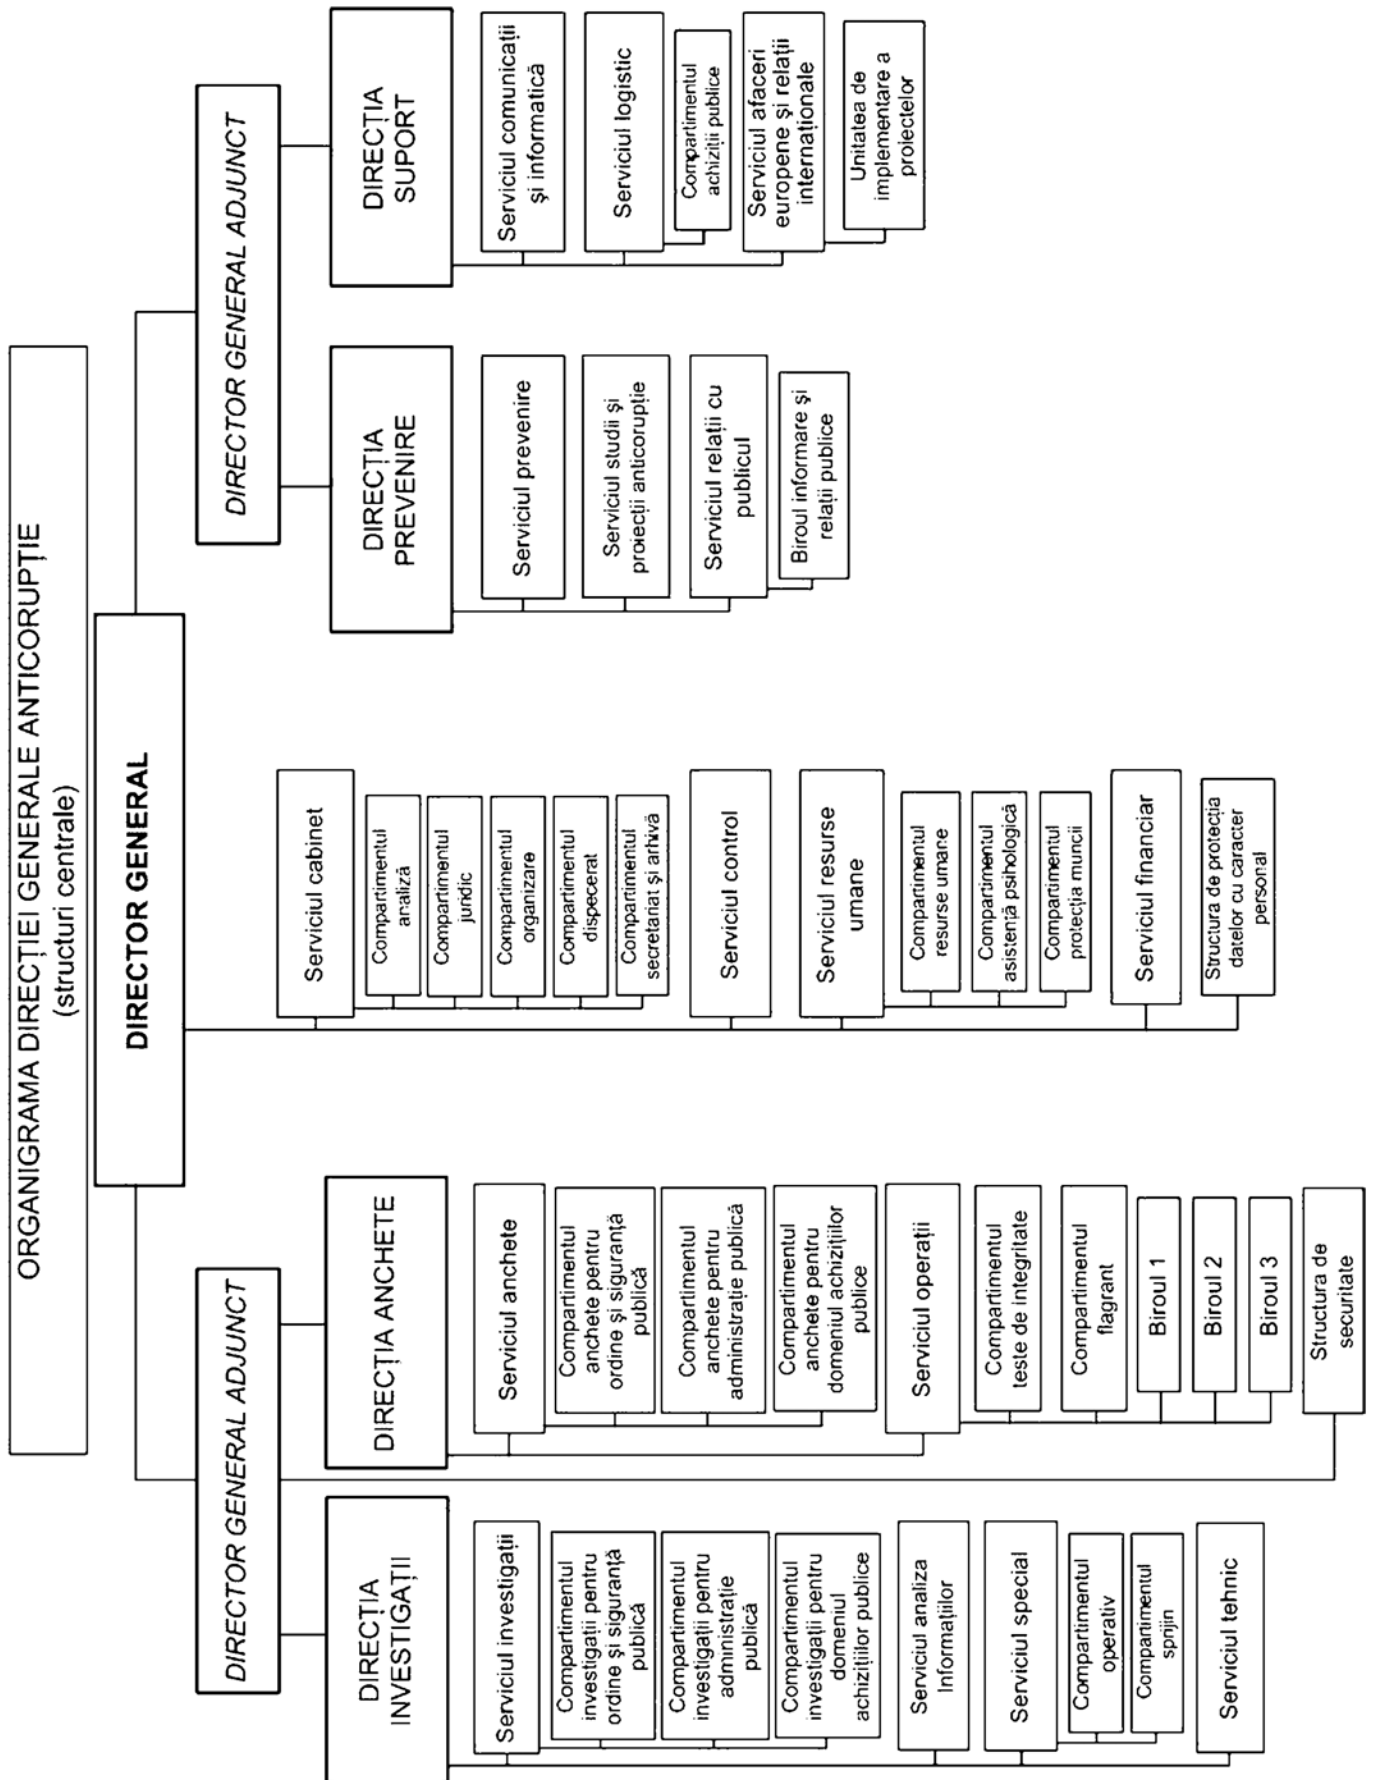 ORGANIGRAMA DIRECȚIEI GENERALE ANTICORUPȚIE
(structuri centrale)
DIRECTOR GENERAL
DIRECTOR GENERAL ADJUNCT
DIRECȚIA
INVESTIGAȚII
Serviciul investigații
Compartimentul
investigații pentru
ordine și siguranță
publică
Compartimentul
investigații pentru
administrație
publică
Compartimentul
investigații pentru
domeniul
achizițiilor publice
Serviciul analiza
Informațiilor
Serviciul special
Compartimentul
operativ
Compartimentul
sprijin
Serviciul tehnic
DIRECȚIA ANCHETE
Serviciul anchete
Compartimentul
anchete pentru
ordine și siguranță
publică
Compartimentul
anchete pentru
administrație publică
Compartimentul
anchete pentru
domeniul achizițiilor
publice
Serviciul operații
Compartimentul
teste de integritate
Compartimentul
flagrant
Biroul 1
Biroul 2
Biroul 3
Structura de
securitate
Serviciul cabinet
Compartimentul
analiză
Compartimentul
juridic
Compartimentul
organizare
Compartimentul
dispecerat
Compartimentul
secretariat și arhivă
Serviciul control
Serviciul resurse
umane
Compartimentul
resurse umane
Compartimentul
asistență psihologică
Compartimentul
protecția muncii
Serviciul financiar
Structura de protecția
datelor cu caracter
personal
DIRECTOR GENERAL ADJUNCT
DIRECȚIA
PREVENIRE
Serviciul prevenire
Serviciul studii și
proiecții anticorupție
Serviciul relații cu
publicul
Biroul informare și
relații publice
DIRECȚIA
SUPORT
Serviciul comunicații
și informatică
Serviciul logistic
Compartimentul
achiziții publice
Serviciul afaceri
europene și relații
internaționale
Unitatea de
implementare a
proiectelor